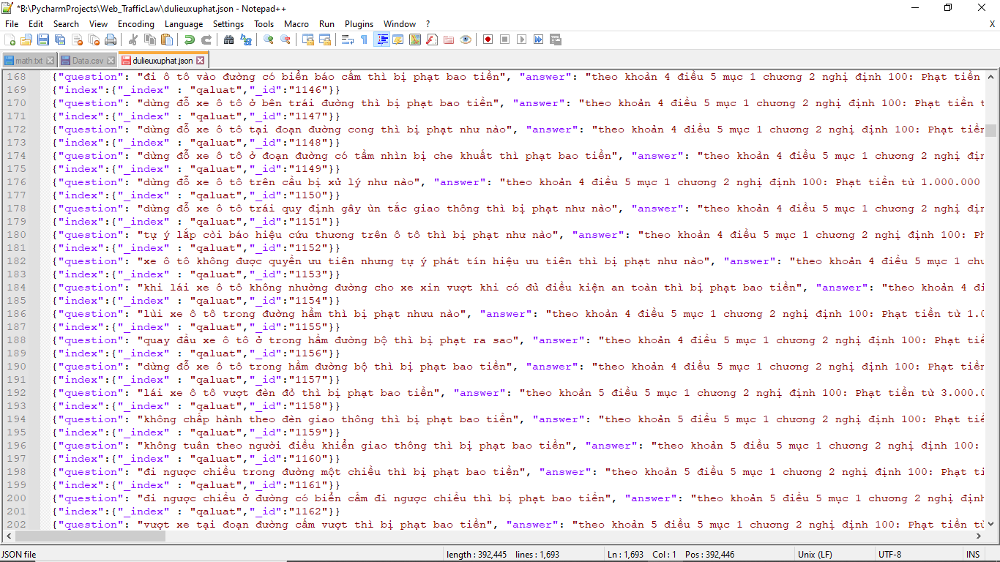 *B:\PycharmProjects\Web_TrafficLaw\dulieuxuphat.json - Notepad++
File Edit Search View Encoding Language Settings Tools Macro Run Plugins Window ? X
math.txt Data.csv dulieuxuphat.json
168 {"question": "đi ô tô vào đường có biển báo cấm thì bị phạt bao tiền", "answer": "theo khoản 4 điều 5 mục 1 chương 2 nghị định 100: Phạt tiền
169 {"index":{"_index" : "qaluat","_id":"1146"}}
170 {"question": "dừng đỗ xe ô tô ở bên trái đường thì bị phạt bao tiền", "answer": "theo khoản 4 điều 5 mục 1 chương 2 nghị định 100: Phạt tiền t
171 {"index":{"_index" : "qaluat","_id":"1147"}}
172 {"question": "dừng đỗ xe ô tô tại đoạn đường cong thì bị phạt như nào", "answer": "theo khoản 4 điều 5 mục 1 chương 2 nghị định 100: Phạt tiền
173 {"index":{"_index" : "qaluat","_id":"1148"}}
174 {"question": "dừng đỗ xe ô tô ở đoạn đường có tầm nhìn bị che khuất thì phạt bao tiền", "answer": "theo khoản 4 điều 5 mục 1 chương 2 nghị địn
175 {"index":{"_index" : "qaluat","_id":"1149"}}
176 {"question": "dừng đỗ xe ô tô trên cầu bị xử lý như nào", "answer": "theo khoản 4 điều 5 mục 1 chương 2 nghị định 100: Phạt tiền từ 1.000.000
177 {"index":{"_index" : "qaluat","_id":"1150"}}
178 {"question": "dừng đỗ xe ô tô trái quy định gây ùn tắc giao thông thì bị phạt như nào", "answer": "theo khoản 4 điều 5 mục 1 chương 2 nghị địn
179 {"index":{"_index" : "qaluat","_id":"1151"}}
180 {"question": "tự ý lắp còi báo hiệu cứu thương trên ô tô thì bị phạt như nào", "answer": "theo khoản 4 điều 5 mục 1 chương 2 nghị định 100: Ph
181 {"index":{"_index" : "qaluat","_id":"1152"}}
182 {"question": "xe ô tô không được quyền ưu tiên nhưng tự ý phát tín hiệu ưu tiên thì bị phạt như nào", "answer": "theo khoản 4 điều 5 mục 1 chư
183 {"index":{"_index" : "qaluat","_id":"1153"}}
184 {"question": "khi lái xe ô tô không nhường đường cho xe xin vượt khi có đủ điều kiện an toàn thì bị phạt bao tiền", "answer": "theo khoản 4 đi
185 {"index":{"_index" : "qaluat","_id":"1154"}}
186 {"question": "lùi xe ô tô trong đường hầm thì bị phạt nhưu nào", "answer": "theo khoản 4 điều 5 mục 1 chương 2 nghị định 100: Phạt tiền từ 1.0
187 {"index":{"_index" : "qaluat","_id":"1155"}}
188 {"question": "quay đầu xe ô tô ở trong hầm đường bộ thì bị phạt ra sao", "answer": "theo khoản 4 điều 5 mục 1 chương 2 nghị định 100: Phạt tiề
189 {"index":{"_index" : "qaluat","_id":"1156"}}
190 {"question": "dừng đỗ xe ô tô trong hầm đường bộ thì bị phạt bao tiền", "answer": "theo khoản 4 điều 5 mục 1 chương 2 nghị định 100: Phạt tiền
191 {"index":{"_index" : "qaluat","_id":"1157"}}
192 {"question": "lái xe ô tô vượt đèn đỏ thì bị phạt bao tiền", "answer": "theo khoản 5 điều 5 mục 1 chương 2 nghị định 100: Phạt tiền từ 3.000.0
193 {"index":{"_index" : "qaluat","_id":"1158"}}
194 {"question": "không chấp hành theo đèn giao thông thì bị phạt bao tiền", "answer": "theo khoản 5 điều 5 mục 1 chương 2 nghị định 100: Phạt tiề
195 {"index":{"_index" : "qaluat","_id":"1159"}}
196 {"question": "không tuân theo người điều khiển giao thông thì bị phạt bao tiền", "answer": "theo khoản 5 điều 5 mục 1 chương 2 nghị định 100:
197 {"index":{"_index" : "qaluat","_id":"1160"}}
198 {"question": "đi ngược chiều trong đường một chiều thì bị phạt bao tiền", "answer": "theo khoản 5 điều 5 mục 1 chương 2 nghị định 100: Phạt ti
199 {"index":{"_index" : "qaluat","_id":"1161"}}
200 {"question": "đi ngược chiều ở đường có biển cấm đi ngược chiều thì bị phạt bao tiền", "answer": "theo khoản 5 điều 5 mục 1 chương 2 nghị định
201 {"index":{"_index" : "qaluat","_id":"1162"}}
202 {"question": "vượt xe tại đoạn đường cấm vượt thì bị phạt bao tiền", "answer": "theo khoản 5 điều 5 mục 1 chương 2 nghị định 100: Phạt tiền từ
JSON file length : 392,445 lines : 1,693 Ln : 1,693 Col : 1 Pos : 392,446 Unix (LF) UTF-8 INS